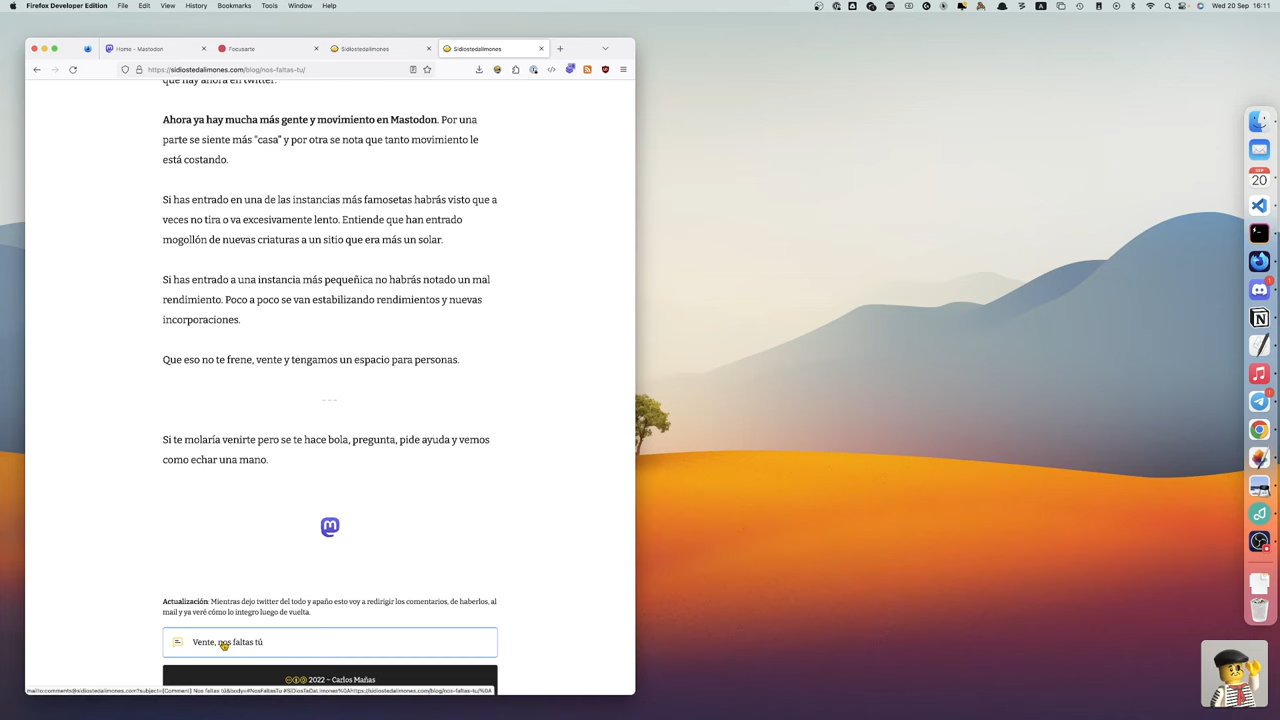 Firefox Developer Edition File Edit View History Bookmarks Tools Window Help
Wed 20 Sep 16:11
Home - Mastodon
Focusarte
Sidiostedalimones
Sidiostedalimones
https://sidiostedalimones.com/blog/nos-faltas-tu/
que hay ahora en twitter.
Ahora ya hay mucha más gente y movimiento en Mastodon. Por una
parte se siente más "casa" y por otra se nota que tanto movimiento le
está costando.
Si has entrado en una de las instancias más famosetas habrás visto que a
veces no tira o va excesivamente lento. Entiende que han entrado
mogollón de nuevas criaturas a un sitio que era más un solar.
Si has entrado a una instancia más pequeñica no habrás notado un mal
rendimiento. Poco a poco se van estabilizando rendimientos y nuevas
incorporaciones.
Que eso no te frene, vente y tengamos un espacio para personas.
~ ~ ~
Si te molaría venirte pero se te hace bola, pregunta, pide ayuda y vemos
como echar una mano.
Actualización: Mientras dejo twitter del todo y apaño esto voy a redirigir los comentarios, de haberlos, al
mail y ya veré cómo lo integro luego de vuelta.
Vente, nos faltas tú
2022 ~ Carlos Mañas
SEP
20